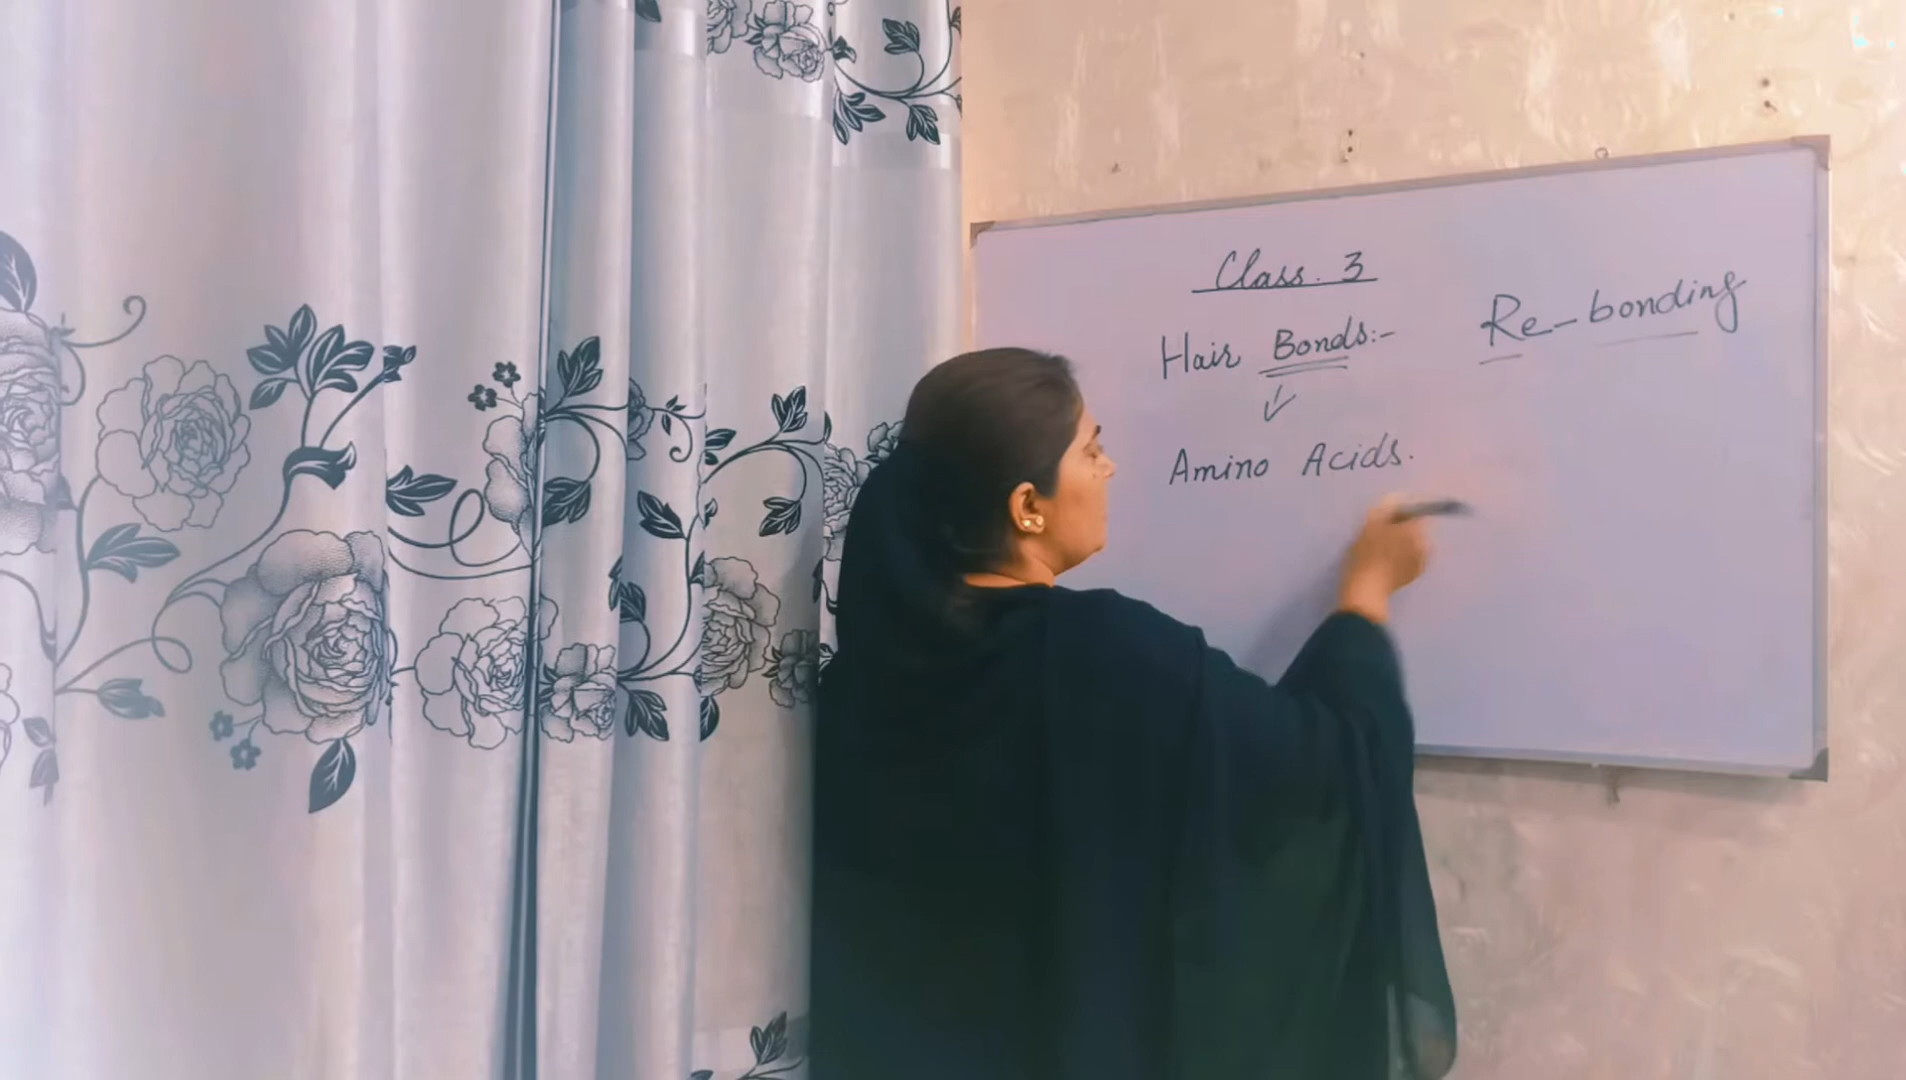 Class. 3
Hair Bonds:-
Re-bonding
Amino Acids.